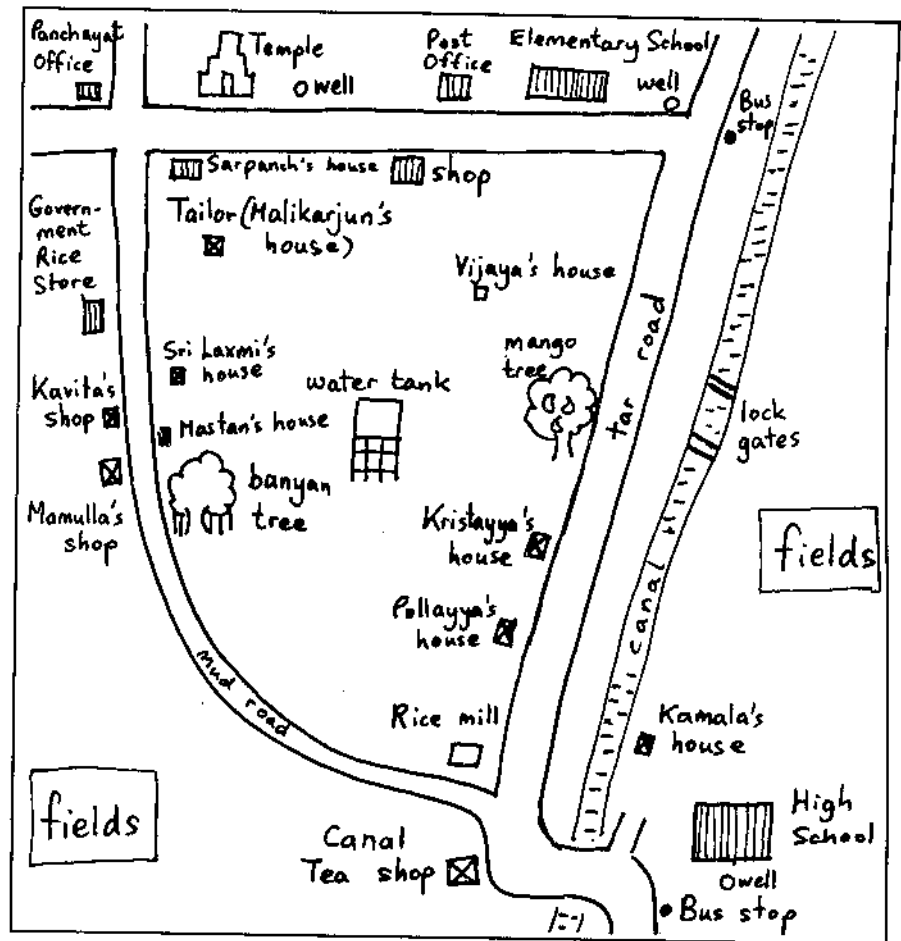 Panchayat
Office
Temple
well
Post
Office
Elementary School
well
Bus
stop
Sarpanch's house
shop
Tailor (Malikarjun's
house)
Govern-
ment
Rice
Store
Vijaya's house
Sri Laxmi's
house
water tank
mango
tree
tar road
lock
gates
Kavita's
shop
Mastan's house
banyan
tree
Mamulla's
shop
Kristayya's
house
fields
canal
Pollayya's
house
Mud road
Rice mill
Kamala's
house
fields
Canal
Tea shop
High
School
well
Bus stop